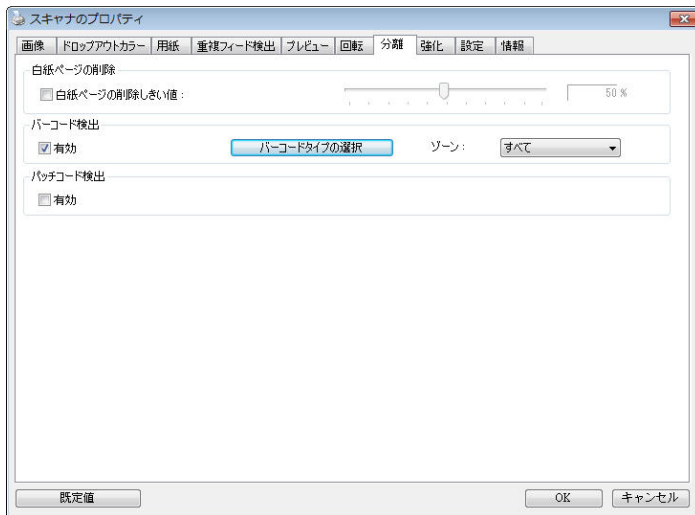 スキャナのプロパティ
画像 ドロップアウトカラー 用紙 重複フィード検出 プレビュー 回転 分離 強化 設定 情報
白紙ページの削除
白紙ページの削除しきい値： 50 %
バーコード検出
有効 バーコードタイプの選択 ゾーン： すべて
パッチコード検出
有効
既定値 OK キャンセル